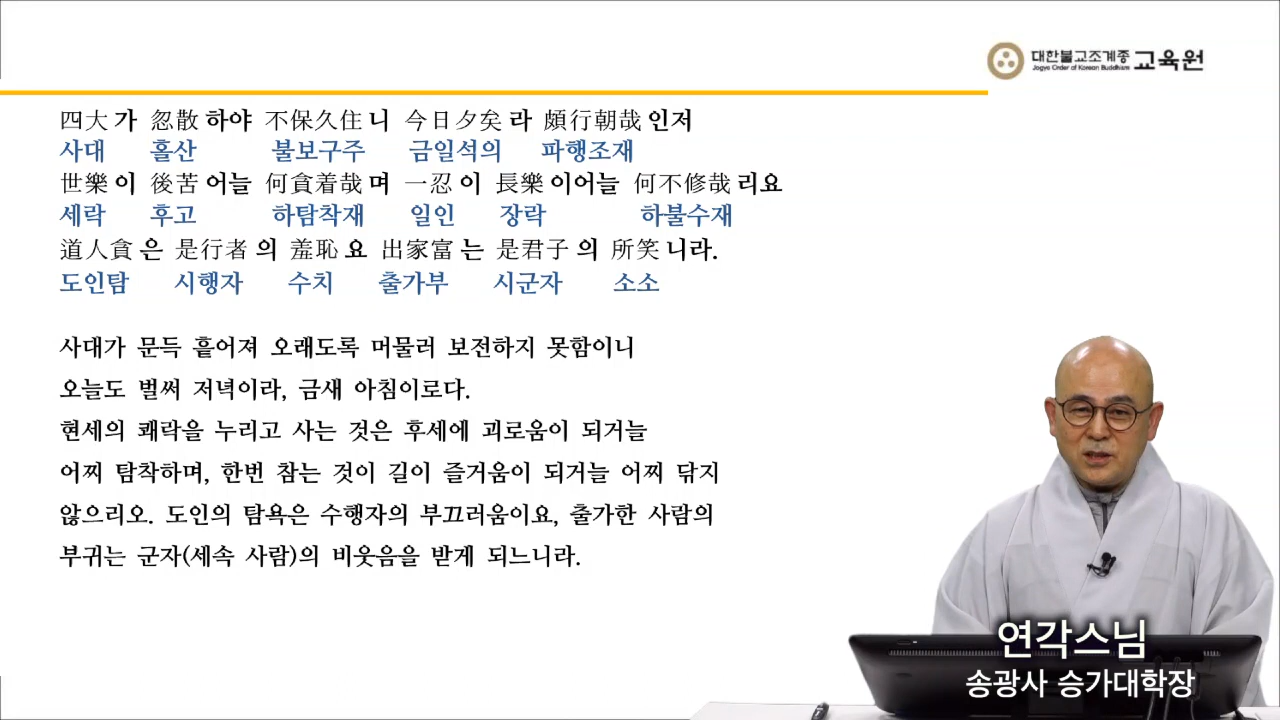 대한불교조계종 교육원
Jogye Order of Korean Buddhism
四大가 忽散하야 不保久住니 今日夕矣라 頗行朝哉인저
사대 홀산 불보구주 금일석의 파행조재
世樂이 後苦어늘 何貪着哉며 一忍이 長樂이어늘 何不修哉리요
세락 후고 하탐착재 일인 장락 하불수재
道人貪은 是行者의 羞恥요 出家富는 是君子의 所笑니라.
도인탐 시행자 수치 출가부 시군자 소소
사대가 문득 흩어져 오래도록 머물러 보전하지 못함이니
오늘도 벌써 저녁이라, 금새 아침이로다.
현세의 쾌락을 누리고 사는 것은 후세에 괴로움이 되거늘
어찌 탐착하며, 한번 참는 것이 길이 즐거움이 되거늘 어찌 닦지
않으리오. 도인의 탐욕은 수행자의 부끄러움이요, 출가한 사람의
부귀는 군자(세속 사람)의 비웃음을 받게 되느니라.
연각스님
송광사 승가대학장